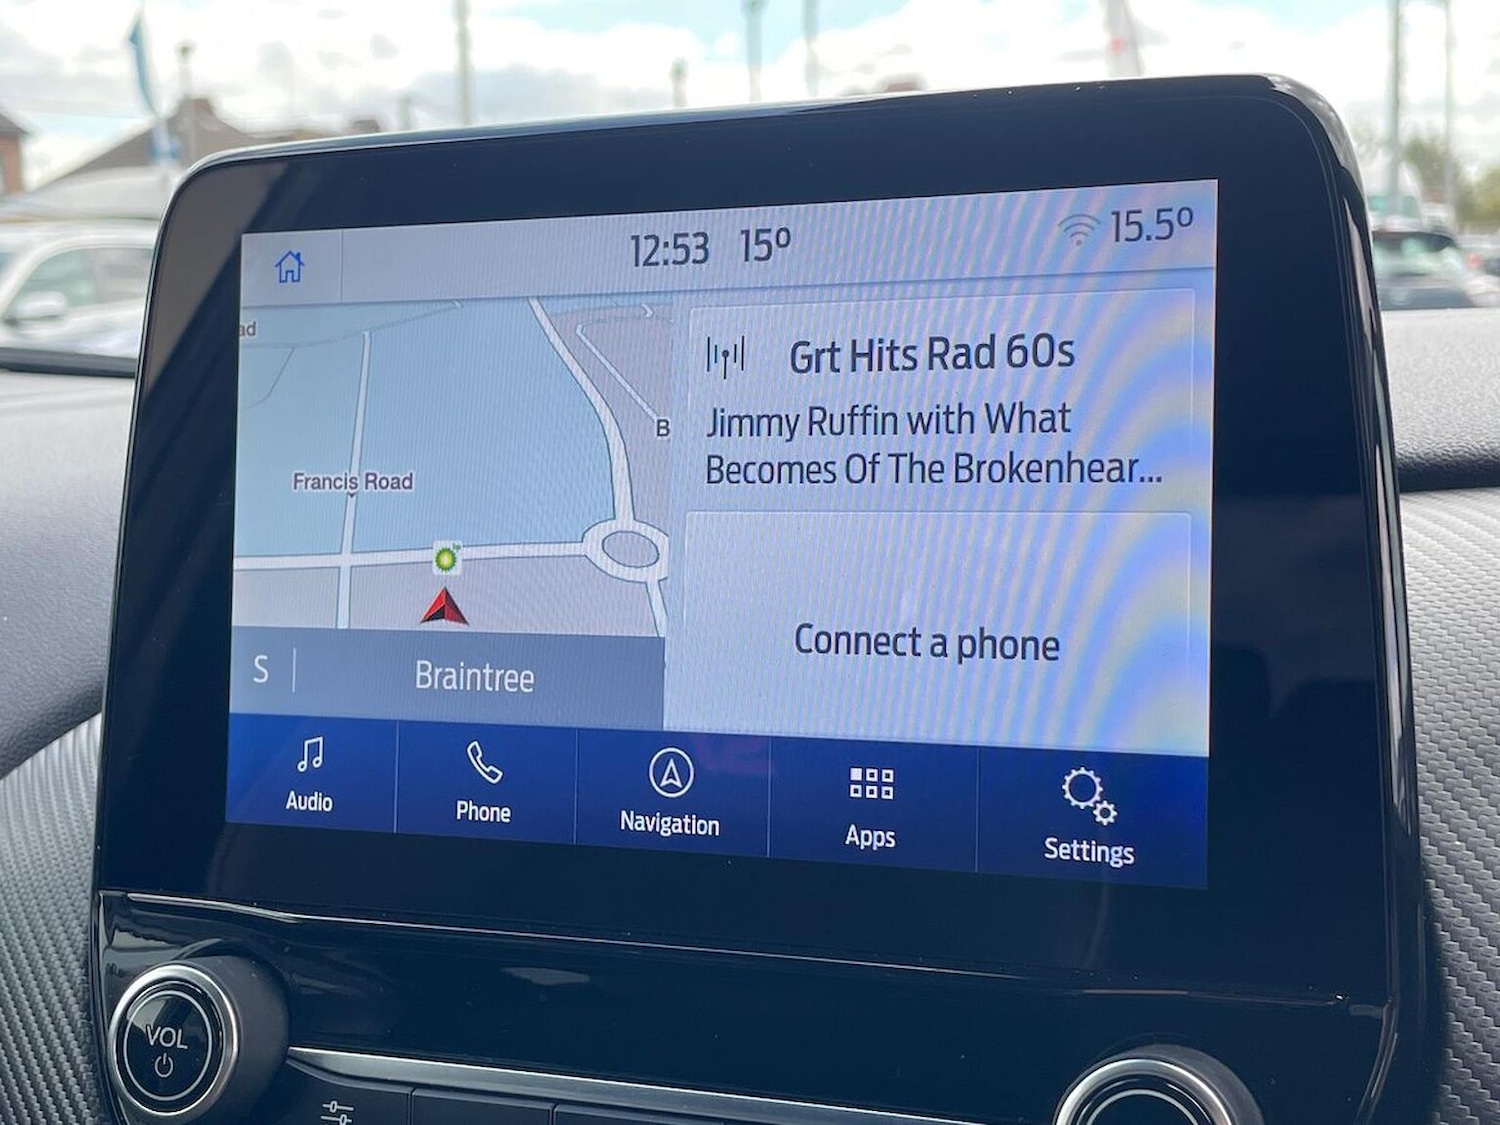 12:53 15º
15.5º
ad
B
Francis Road
bp
Grt Hits Rad 60s
Jimmy Ruffin with What
Becomes Of The Brokenhear...
Connect a phone
S
Braintree
Audio
Phone
Navigation
Apps
Settings
VOL